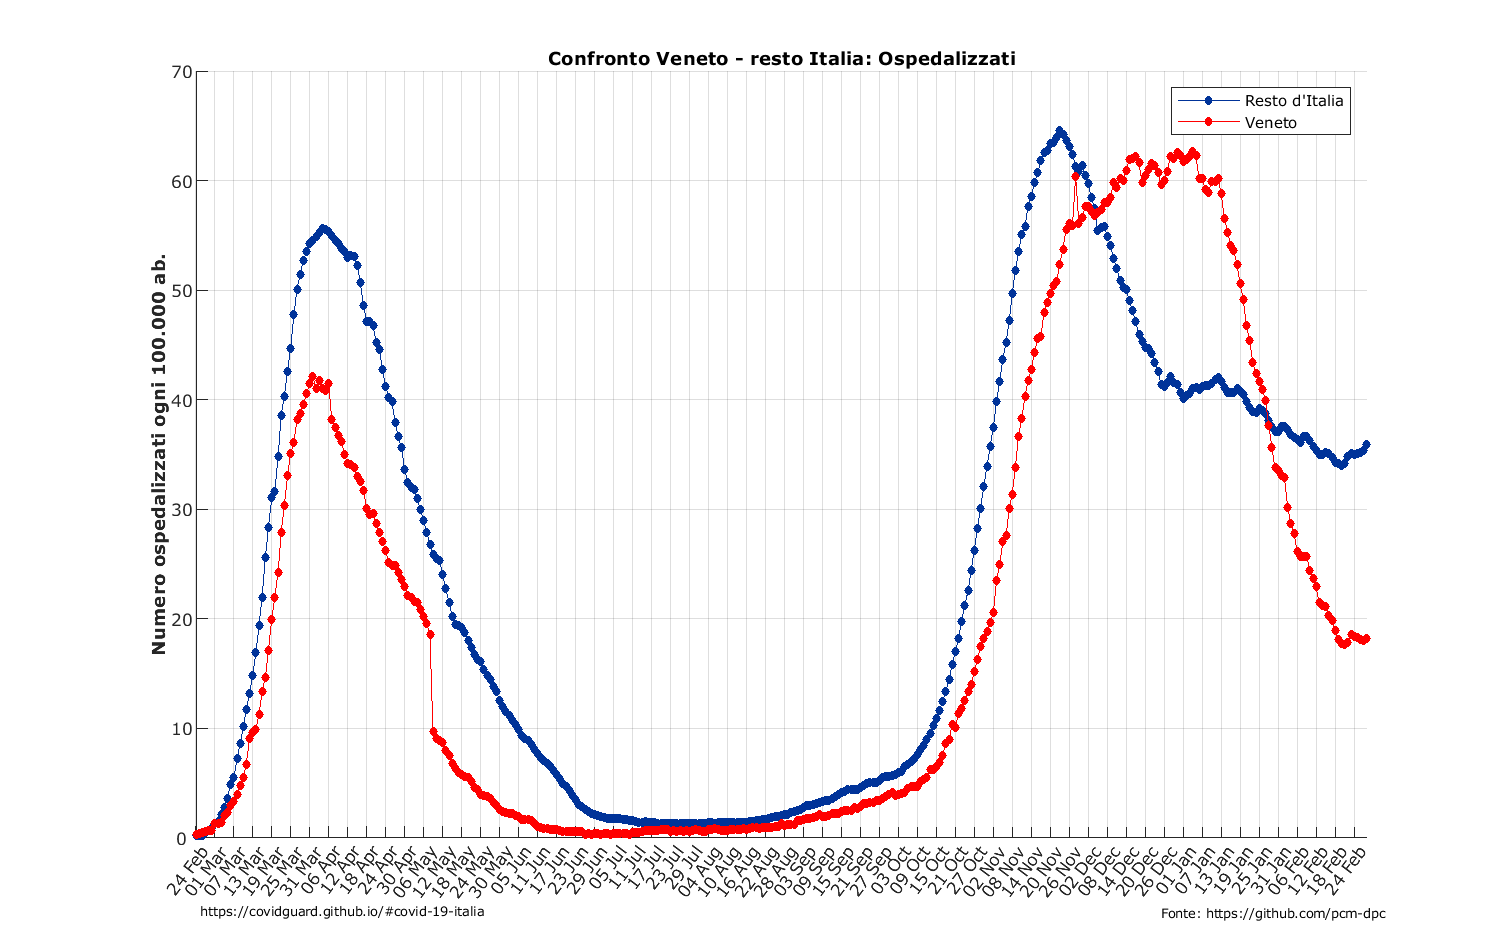 Confronto Veneto - resto Italia: Ospedalizzati
Resto d'Italia
Veneto
Numero ospedalizzati ogni 100.000 ab.
70
60
50
40
30
20
10
0
24 Feb
01 Mar
07 Mar
13 Mar
19 Mar
25 Mar
31 Mar
06 Apr
12 Apr
18 Apr
24 Apr
30 Apr
06 May
12 May
18 May
24 May
30 May
05 Jun
11 Jun
17 Jun
23 Jun
29 Jun
05 Jul
11 Jul
17 Jul
23 Jul
29 Jul
04 Aug
10 Aug
16 Aug
22 Aug
28 Aug
03 Sep
09 Sep
15 Sep
21 Sep
27 Sep
03 Oct
09 Oct
15 Oct
21 Oct
27 Oct
02 Nov
08 Nov
14 Nov
20 Nov
26 Nov
02 Dec
08 Dec
14 Dec
20 Dec
26 Dec
01 Jan
07 Jan
13 Jan
19 Jan
25 Jan
31 Jan
06 Feb
12 Feb
18 Feb
24 Feb
https://covidguard.github.io/#covid-19-italia
Fonte: https://github.com/pcm-dpc